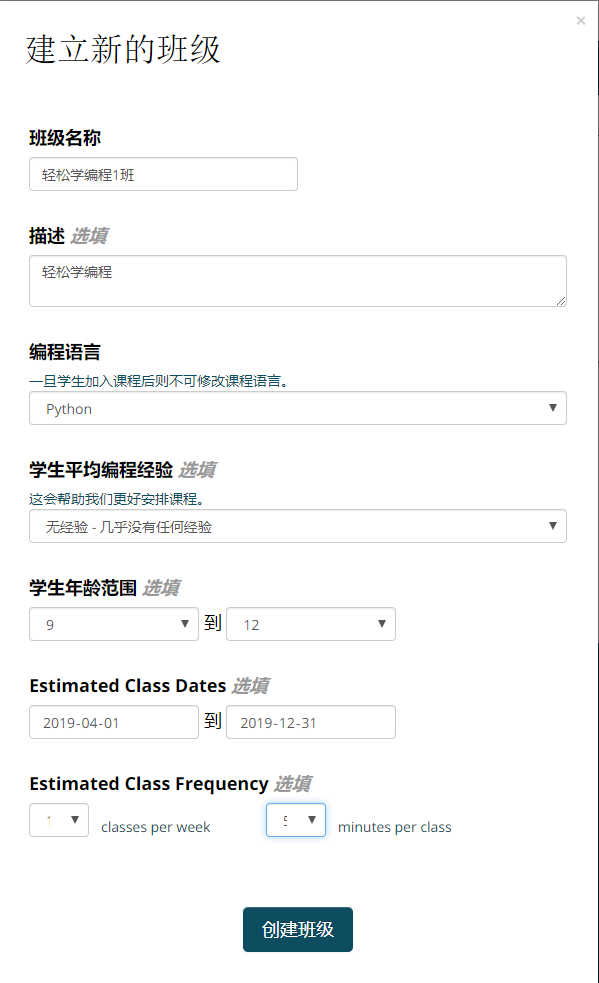 ×
建立新的班级
班级名称
轻松学编程1班
描述 选填
轻松学编程
编程语言
一旦学生加入课程后则不可修改课程语言。
Python
学生平均编程经验 选填
这会帮助我们更好安排课程。
无经验 - 几乎没有任何经验
学生年龄范围 选填
9 到 12
Estimated Class Dates 选填
2019-04-01 到 2019-12-31
Estimated Class Frequency 选填
classes per week minutes per class
创建班级